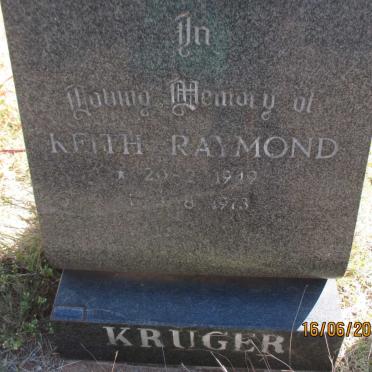 In
Loving Memory of
KEITH RAYMOND
20-2 1949
8 1973
KRUGER
16/06/20